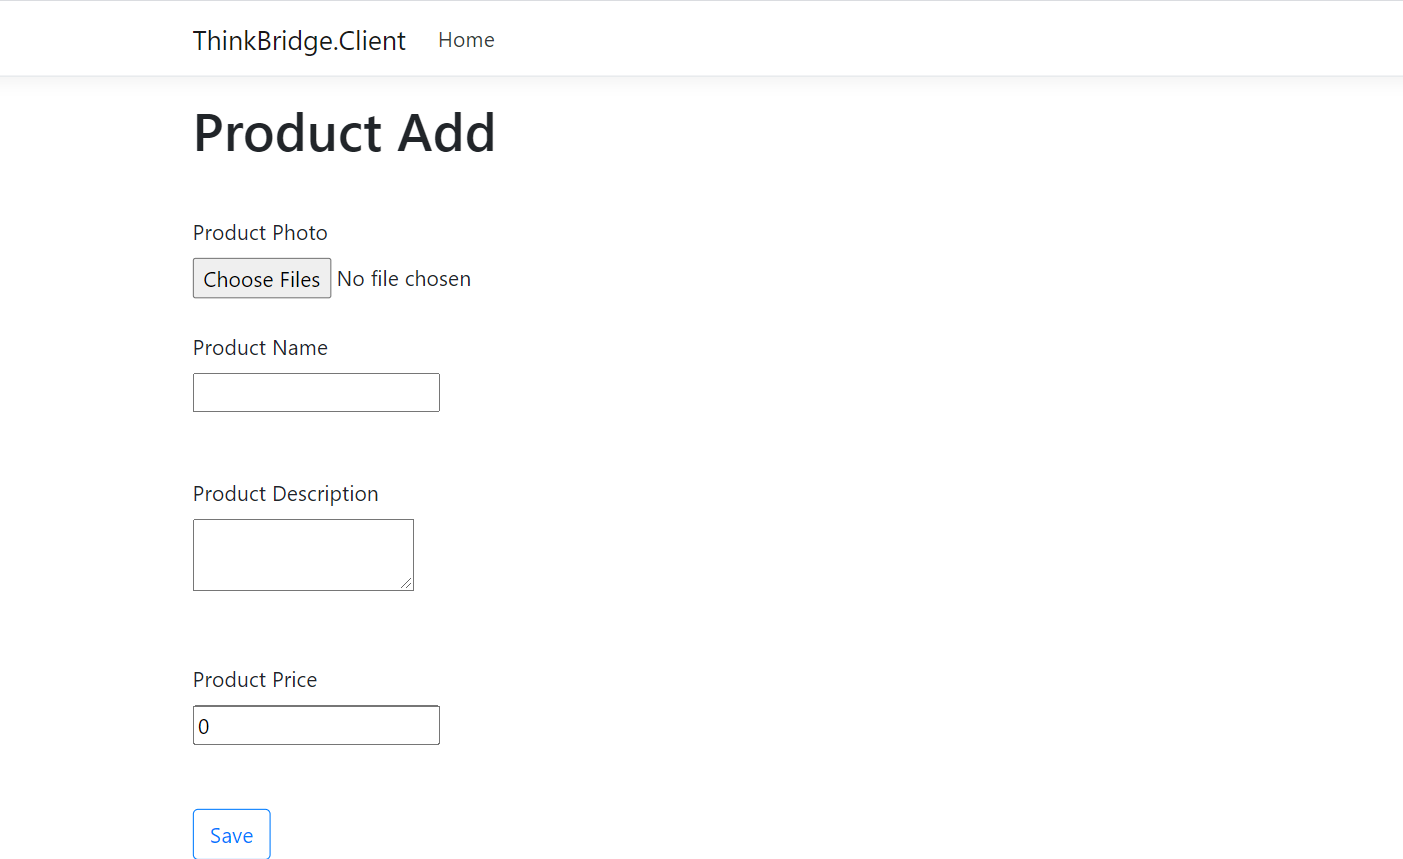 ThinkBridge.Client Home
Product Add
Product Photo
Choose Files No file chosen
Product Name
Product Description
Product Price
0
Save